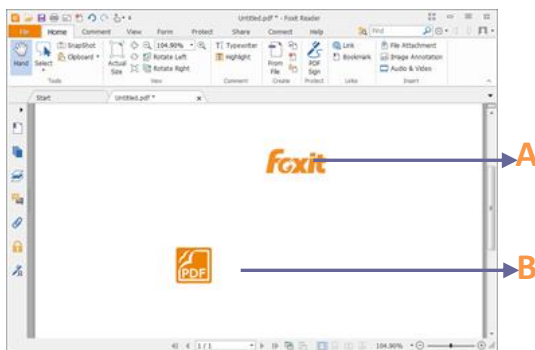 Untitled.pdf * - Foxit Reader
File Home Comment View Form Protect Share Connect Help Find
Hand Select SnapShot Clipboard Actual Size 104.90% Rotate Left Rotate Right Typewriter Highlight From File PDF Sign Link Bookmark File Attachment Image Annotation Audio & Video
Tools View Comment Create Protect Links Insert
Start Untitled.pdf *
foxit A
PDF B
1 / 1 104.90%